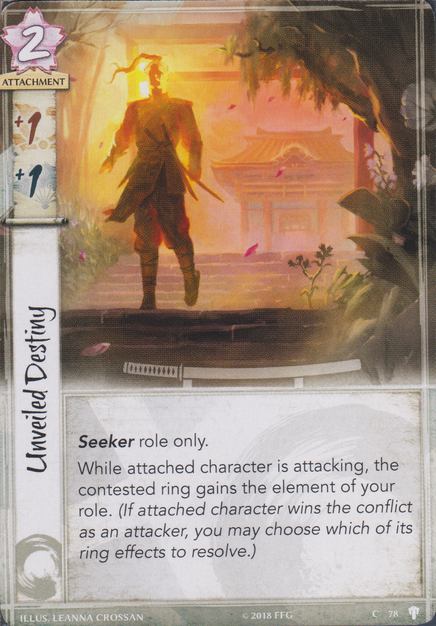 2
ATTACHMENT
+1
+1
Unveiled Destiny
Seeker role only.
While attached character is attacking, the
contested ring gains the element of your
role. (If attached character wins the conflict
as an attacker, you may choose which of its
ring effects to resolve.)
ILLUS. LEANNA CROSSAN
© 2018 FFG
C 78